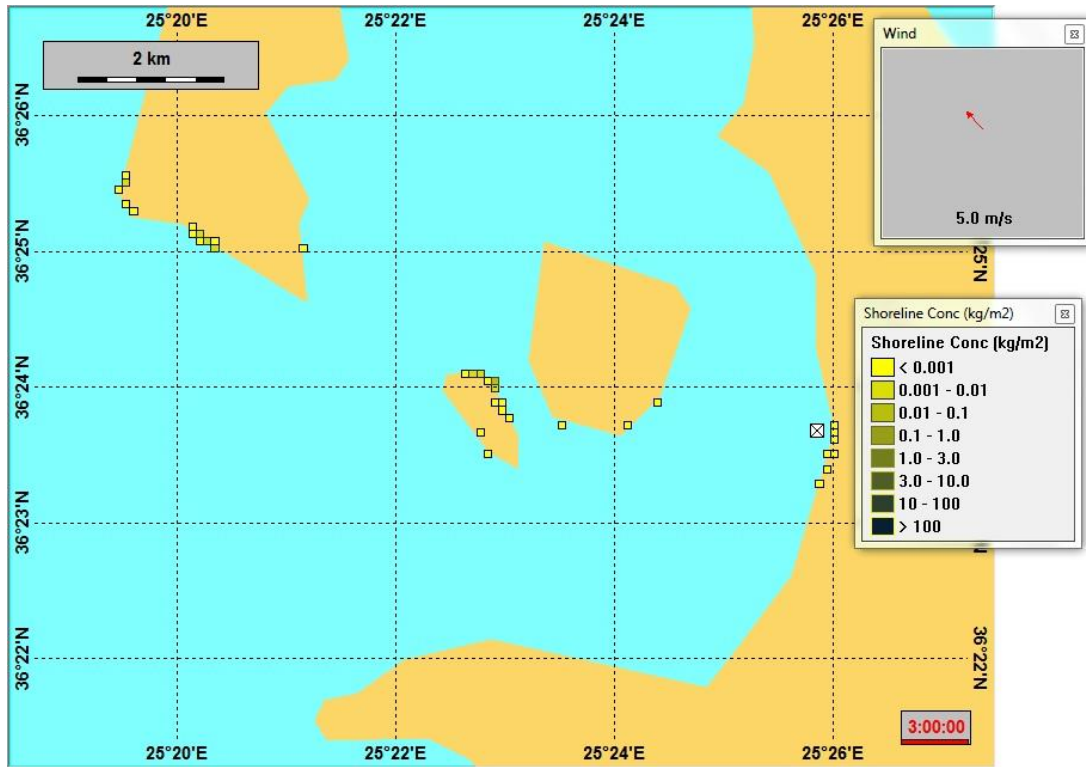 25°20'E 25°22'E 25°24'E 25°26'E
Wind
2 km
36°26'N
5.0 m/s
36°25'N
25'N
Shoreline Conc (kg/m2)
Shoreline Conc (kg/m2)
< 0.001
0.001 - 0.01
0.01 - 0.1
0.1 - 1.0
1.0 - 3.0
3.0 - 10.0
10 - 100
> 100
36°24'N
36°23'N
N
36°22'N
36°22'N
3:00:00
25°20'E 25°22'E 25°24'E 25°26'E